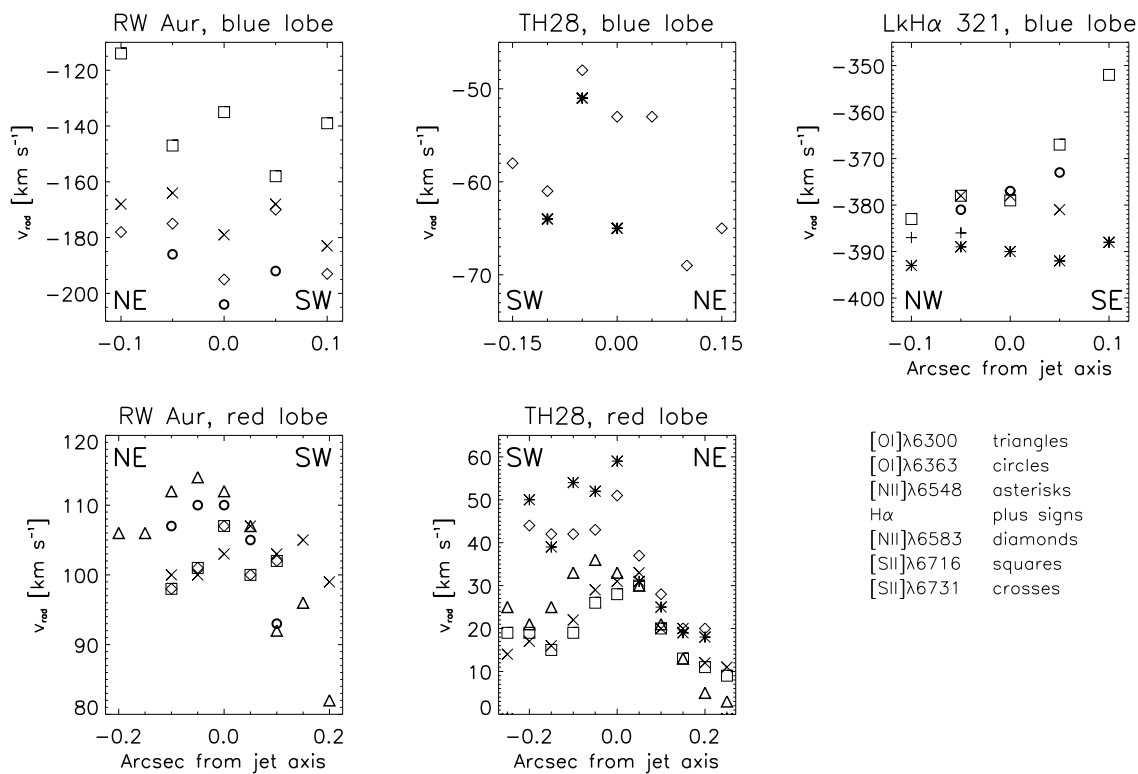 RW Aur, blue lobe
TH28, blue lobe
LkHα 321, blue lobe
v_rad [km s⁻¹]
−120
−140
−160
−180
−200
NE
SW
−0.1
0.0
0.1
v_rad [km s⁻¹]
−50
−60
−70
SW
NE
−0.15
0.00
0.15
v_rad [km s⁻¹]
−350
−360
−370
−380
−390
−400
NW
SE
−0.1
0.0
0.1
Arcsec from jet axis
RW Aur, red lobe
TH28, red lobe
v_rad [km s⁻¹]
120
110
100
90
80
NE
SW
−0.2
0.0
0.2
Arcsec from jet axis
v_rad [km s⁻¹]
60
50
40
30
20
10
0
SW
NE
−0.2
0.0
0.2
Arcsec from jet axis
[OI]λ6300 triangles
[OI]λ6363 circles
[NII]λ6548 asterisks
Hα plus signs
[NII]λ6583 diamonds
[SII]λ6716 squares
[SII]λ6731 crosses